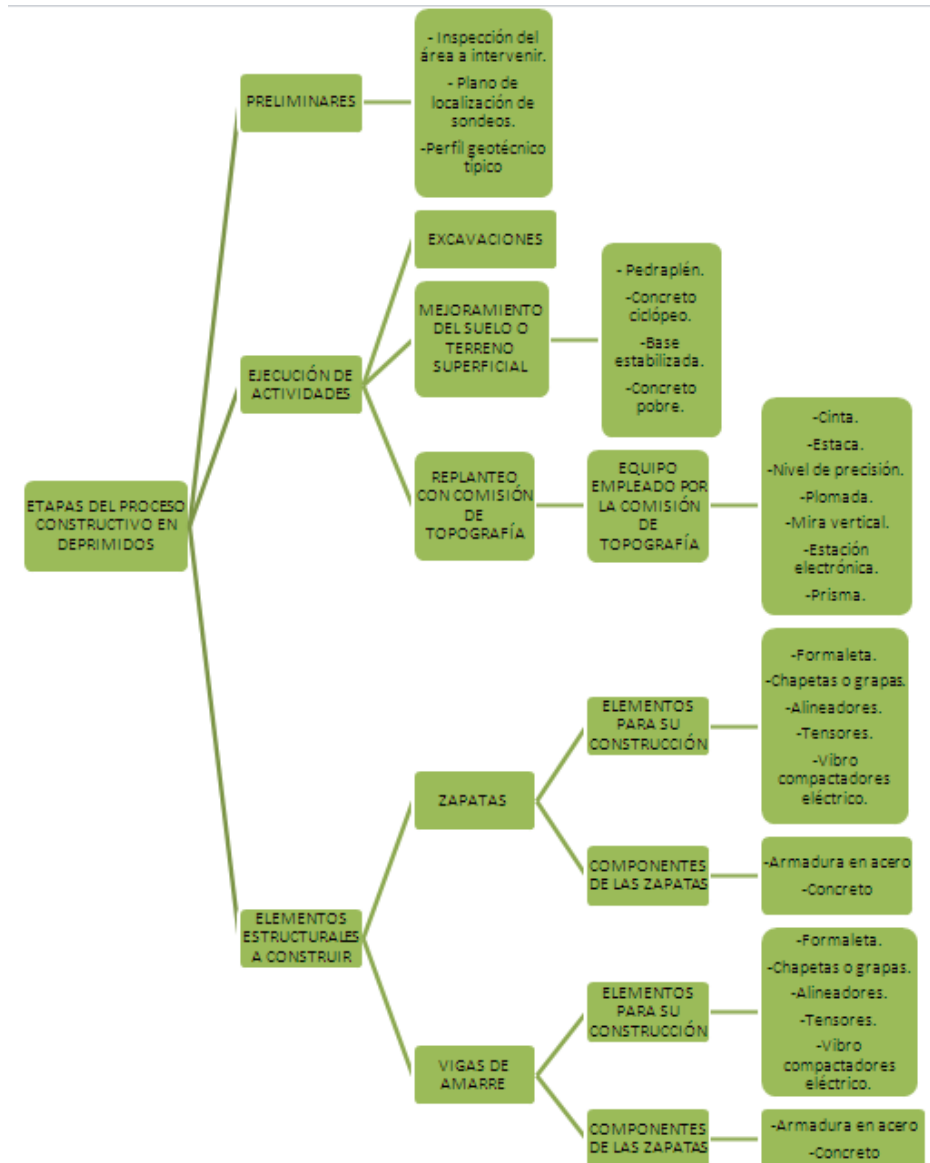 - Inspección del
área a intervenir.
- Plano de
localización de
sondeos.
-Perfil geotécnico
típico
PRELIMINARES
EXCAVACIONES
- Pedraplén.
-Concreto
ciclópeo.
-Base
estabilizada.
-Concreto
pobre.
MEJORAMIENTO
DEL SUELO O
TERRENO
SUPERFICIAL
EJECUCIÓN DE
ACTIVIDADES
-Cinta.
-Estaca.
-Nivel de precisión.
-Plomada.
-Mira vertical.
-Estación
electrónica.
-Prisma.
REPLANTEO
CON COMISIÓN
DE
TOPOGRAFÍA
EQUIPO
EMPLEADO POR
LA COMISIÓN
DE
TOPOGRAFÍA
ETAPAS DEL PROCESO
CONSTRUCTIVO EN
DEPRIMIDOS
-Formaleta.
-Chapetas o grapas.
-Alineadores.
-Tensores.
-Vibro
compactadores
eléctrico.
ELEMENTOS
PARA SU
CONSTRUCCIÓN
ZAPATAS
COMPONENTES
DE LAS ZAPATAS
-Armadura en acero
-Concreto
ELEMENTOS
ESTRUCTURALES
A CONSTRUIR
-Formaleta.
-Chapetas o grapas.
-Alineadores.
-Tensores.
-Vibro
compactadores
eléctrico.
ELEMENTOS
PARA SU
CONSTRUCCIÓN
VIGAS DE
AMARRE
COMPONENTES
DE LAS ZAPATAS
-Armadura en acero
-Concreto